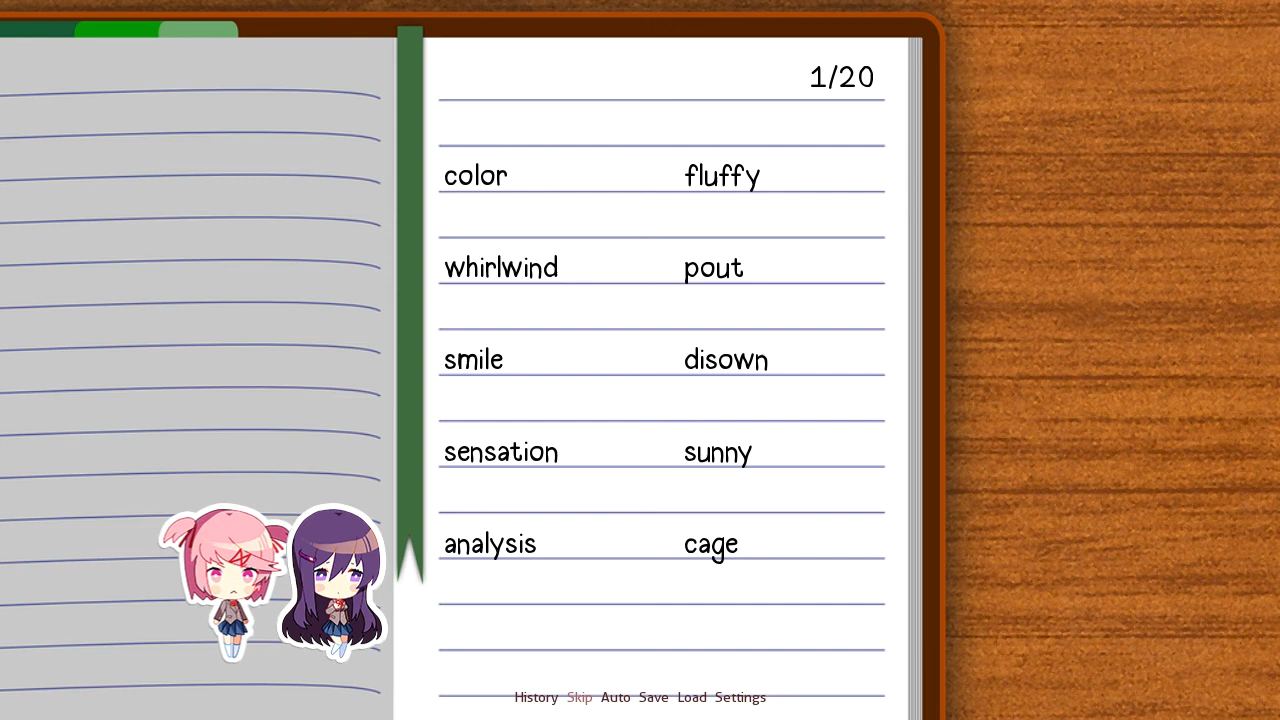 1/20
color fluffy
whirlwind pout
smile disown
sensation sunny
analysis cage
History Skip Auto Save Load Settings